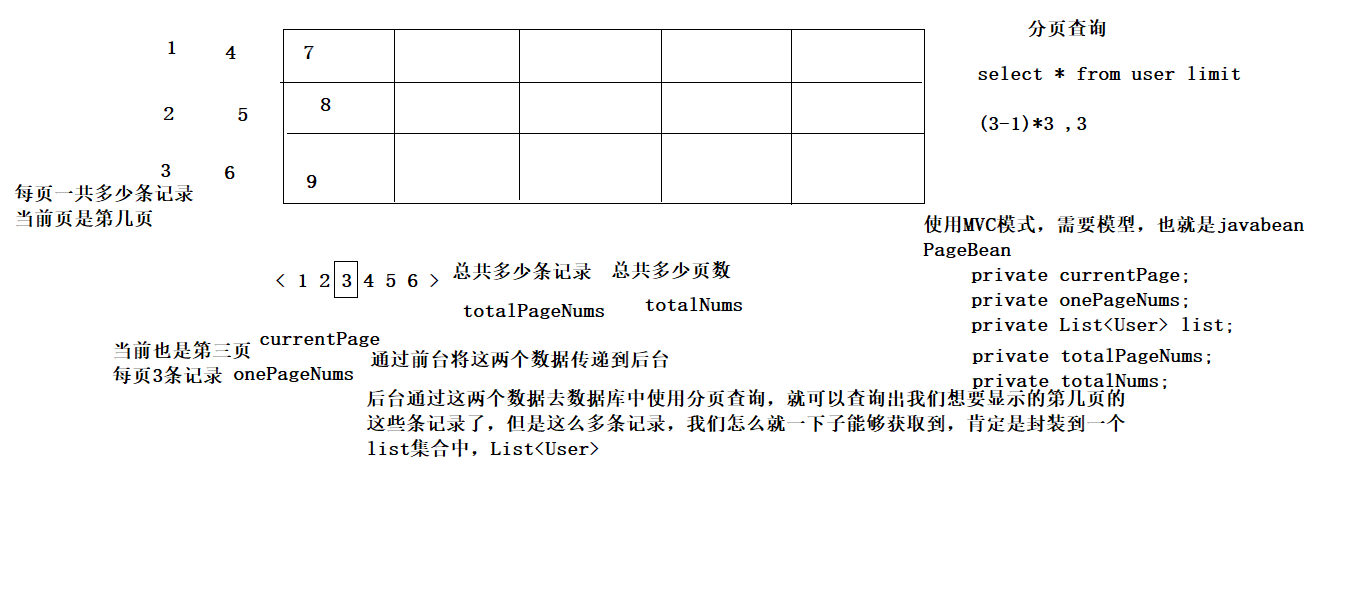 分页查询
select * from user limit
(3-1)*3 ,3
1 4 7
2 5 8
3 6 9
每页一共多少条记录
当前页是第几页
使用MVC模式，需要模型，也就是javabean
PageBean
private currentPage;
private onePageNums;
private List<User> list;
private totalPageNums;
private totalNums;
< 1 2 3 4 5 6 >
总共多少条记录 总共多少页数
totalPageNums totalNums
当前也是第三页 currentPage
每页3条记录 onePageNums
通过前台将这两个数据传递到后台
后台通过这两个数据去数据库中使用分页查询，就可以查询出我们想要显示的第几页的
这些条记录了，但是这么多条记录，我们怎么就一下子能够获取到，肯定是封装到一个
list集合中，List<User>